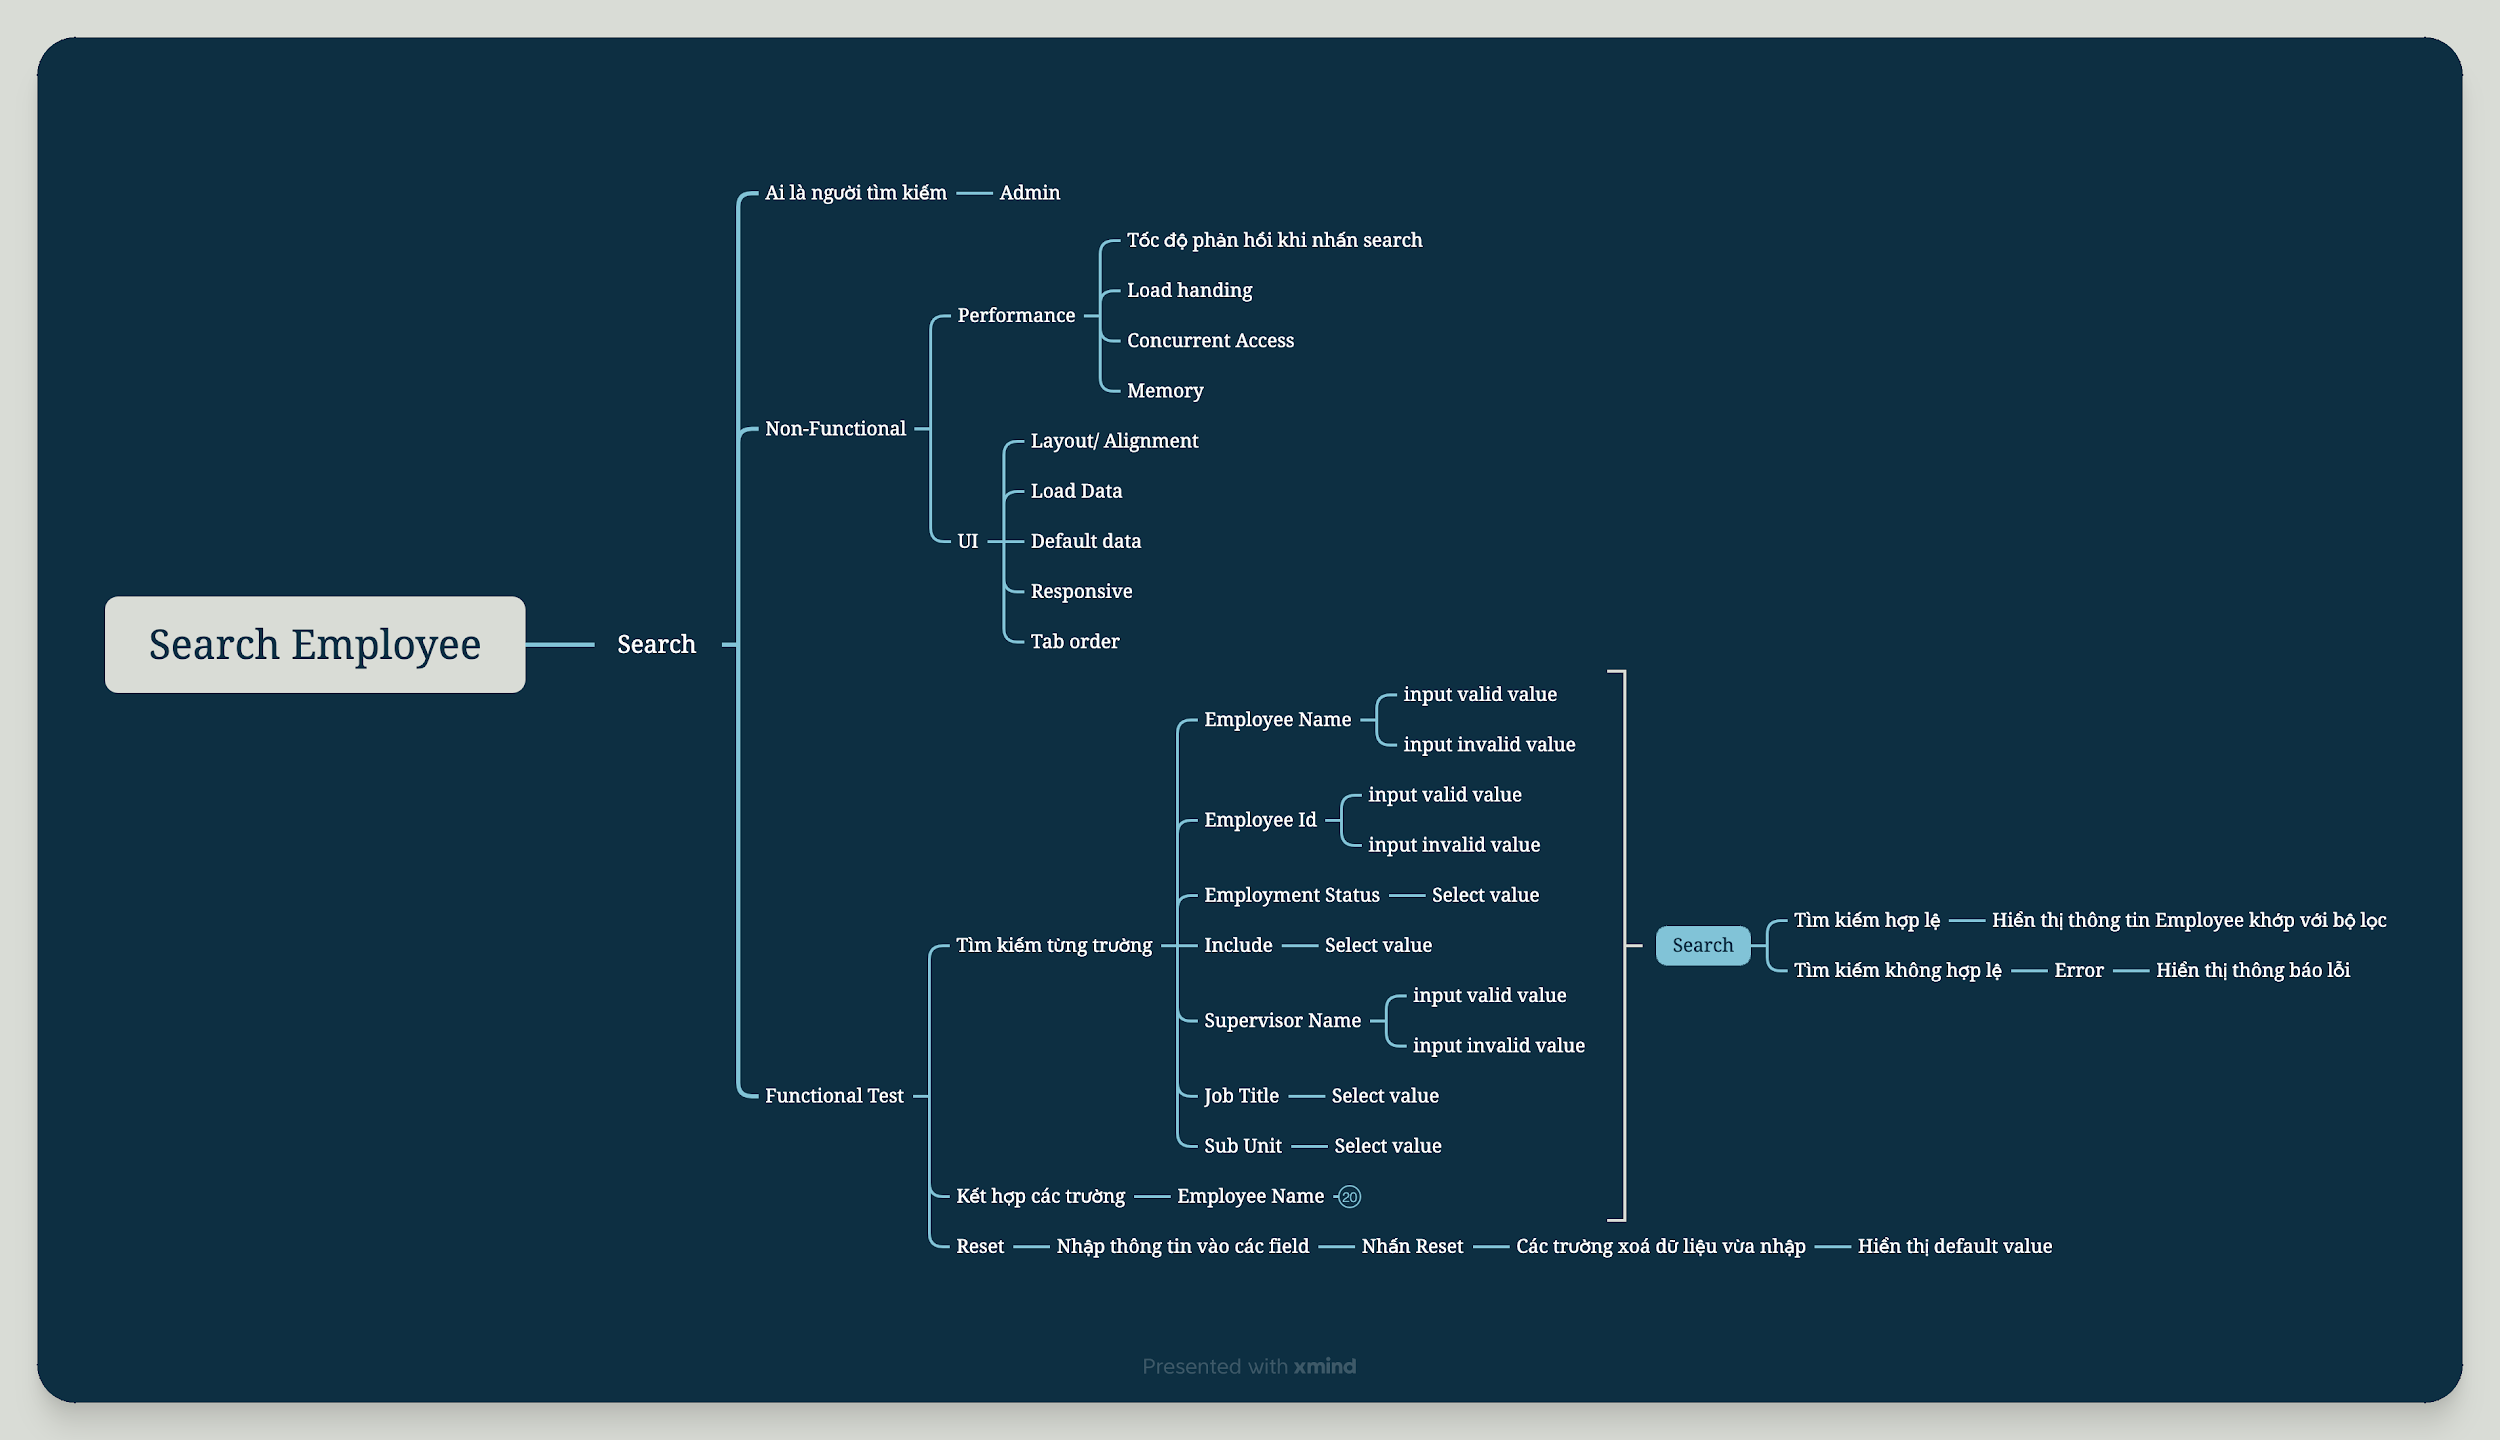 Search Employee
Search
Ai là người tìm kiếm
Admin
Non-Functional
Performance
Tốc độ phản hồi khi nhấn search
Load handing
Concurrent Access
Memory
UI
Layout/ Alignment
Load Data
Default data
Responsive
Tab order
Functional Test
Tìm kiếm từng trường
Employee Name
input valid value
input invalid value
Employee Id
input valid value
input invalid value
Employment Status
Select value
Include
Select value
Supervisor Name
input valid value
input invalid value
Job Title
Select value
Sub Unit
Select value
Kết hợp các trường
Employee Name
20
Search
Tìm kiếm hợp lệ
Hiển thị thông tin Employee khớp với bộ lọc
Tìm kiếm không hợp lệ
Error
Hiển thị thông báo lỗi
Reset
Nhập thông tin vào các field
Nhấn Reset
Các trường xoá dữ liệu vừa nhập
Hiển thị default value
Presented with xmind